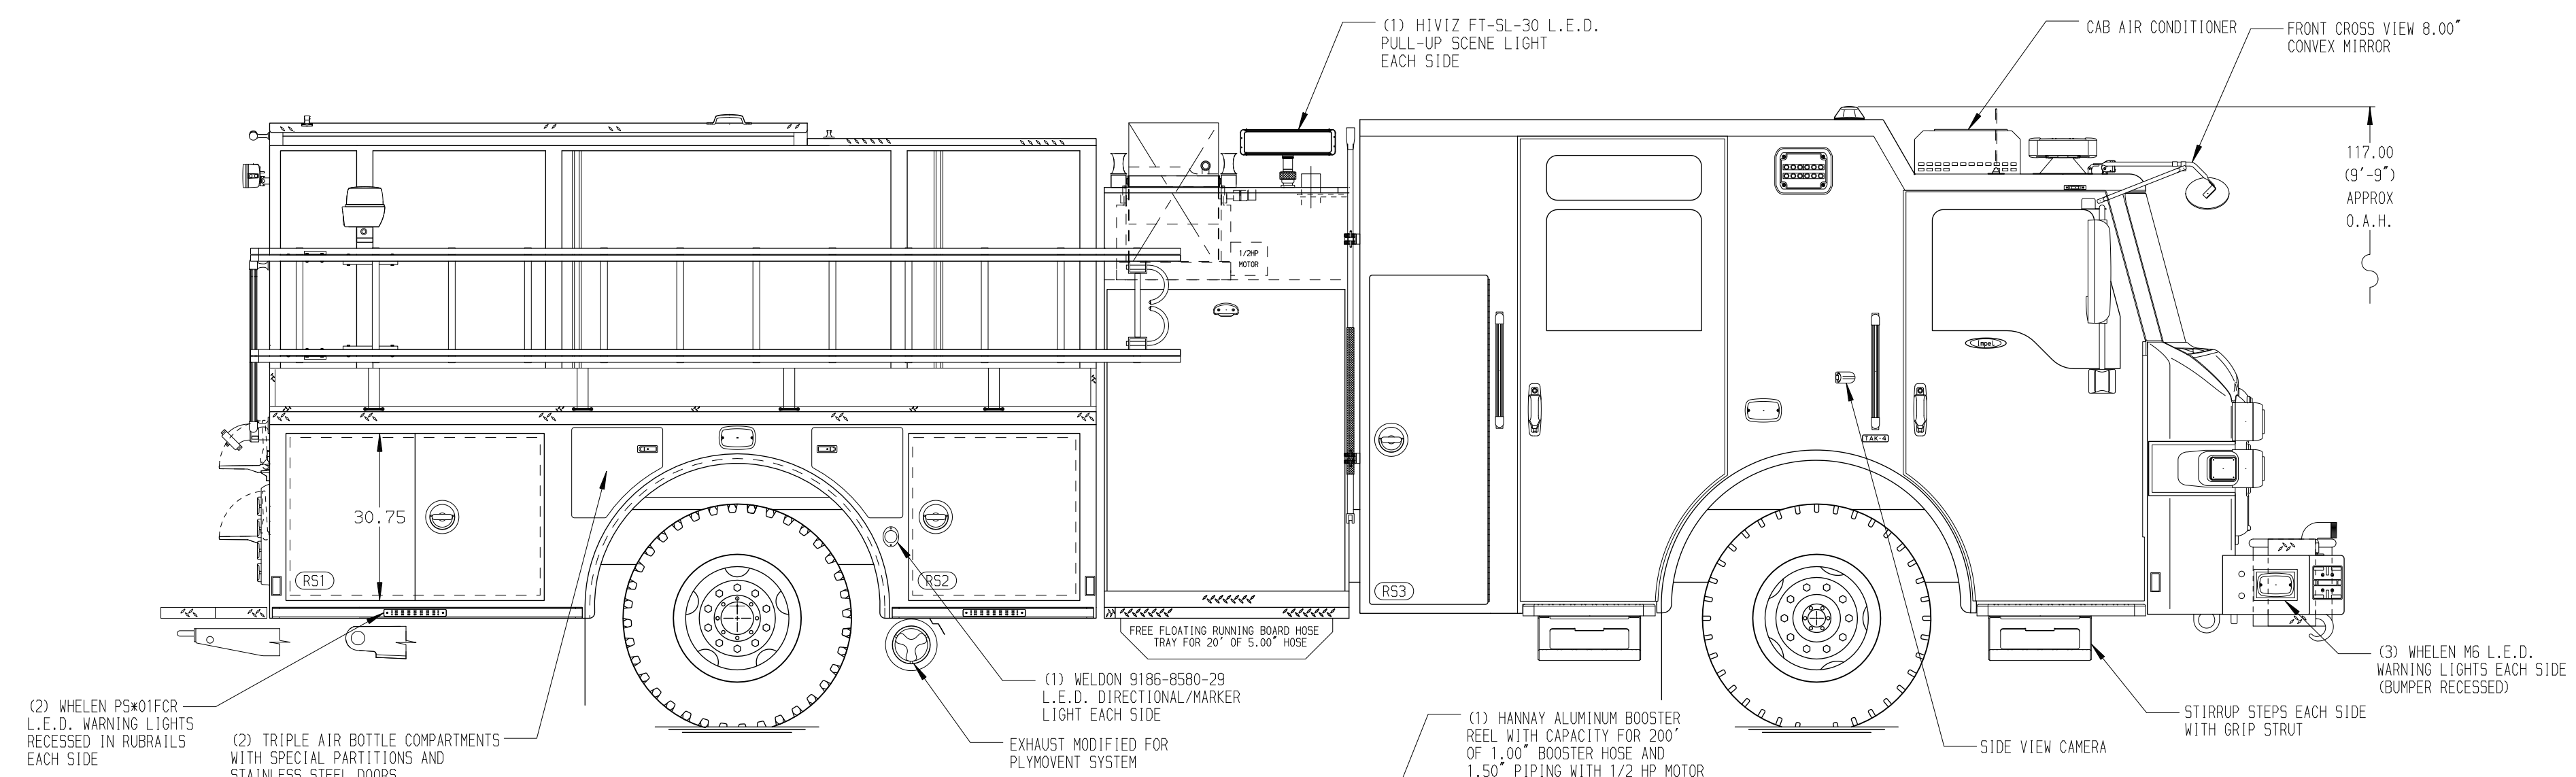 (1) HIVIZ FT-SL-30 L.E.D.
PULL-UP SCENE LIGHT
EACH SIDE
CAB AIR CONDITIONER
FRONT CROSS VIEW 8.00"
CONVEX MIRROR
117.00
(9'-9")
APPROX
O.A.H.
1/2HP
MOTOR
Impel
TAK-4
30.75
RS1
RS2
RS3
FREE FLOATING RUNNING BOARD HOSE
TRAY FOR 20' OF 5.00" HOSE
(2) WHELEN PS*01FCR
L.E.D. WARNING LIGHTS
RECESSED IN RUBRAILS
EACH SIDE
(2) TRIPLE AIR BOTTLE COMPARTMENTS
WITH SPECIAL PARTITIONS AND
STAINLESS STEEL DOORS
EXHAUST MODIFIED FOR
PLYMOVENT SYSTEM
(1) WELDON 9186-8580-29
L.E.D. DIRECTIONAL/MARKER
LIGHT EACH SIDE
(1) HANNAY ALUMINUM BOOSTER
REEL WITH CAPACITY FOR 200'
OF 1.00" BOOSTER HOSE AND
1.50" PIPING WITH 1/2 HP MOTOR
SIDE VIEW CAMERA
STIRRUP STEPS EACH SIDE
WITH GRIP STRUT
(3) WHELEN M6 L.E.D.
WARNING LIGHTS EACH SIDE
(BUMPER RECESSED)